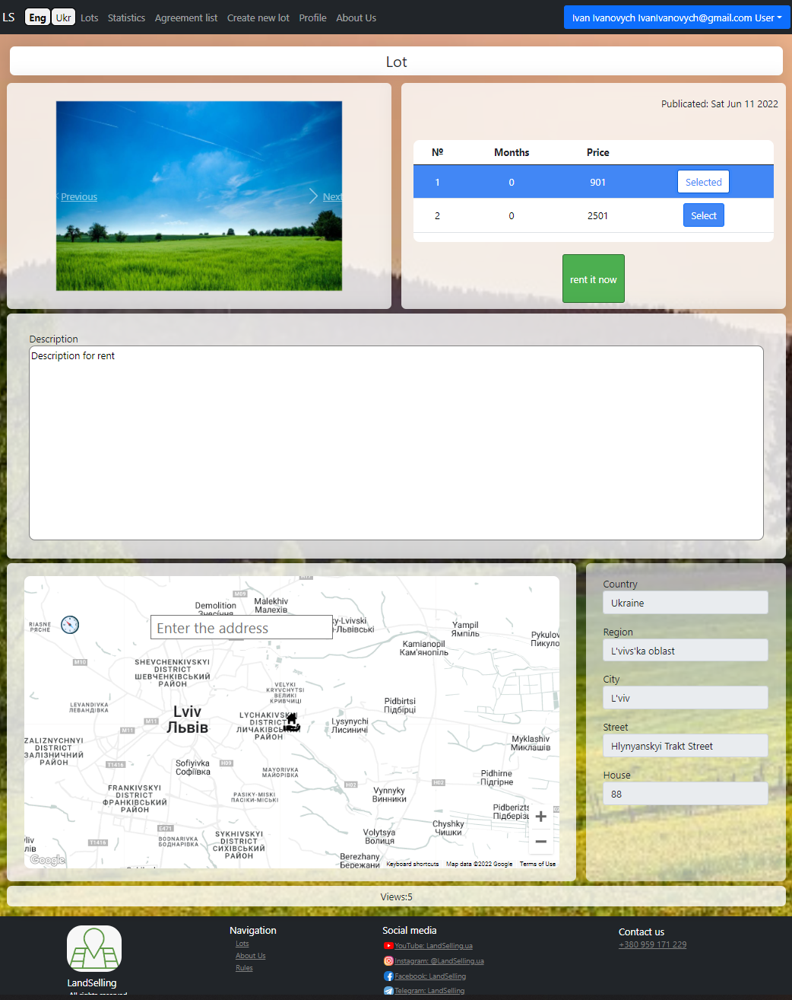 LS Eng Ukr Lots Statistics Agreement list Create new lot Profile About Us Ivan Ivanovych IvanIvanovych@gmail.com User
Lot
Previous
Next
Publicated: Sat Jun 11 2022
Nº Months Price
1 0 901 Selected
2 0 2501 Select
rent it now
Description
Description for rent
M09
Demolition
Знесіння
Malekhiv
Малехів
RIASNE
РЯСНЕ
Enter the address
ky-Lvivski
-Львівські
Yampil
Ямпіль
Pykulov
Пикуло
Kamianopil
Кам'янопіль
M10
SHEVCHENKIVSKYI
DISTRICT
ШЕВЧЕНКІВСЬКИЙ
РАЙОН
VELYKI
KRYVCHYTSI
ВЕЛИКІ
КРИВЧИЦІ
LEVANDIVKA
ЛЕВАНДІВКА
Lviv
Львів
M11
M11
LYCHAKIVSKYI
DISTRICT
ЛИЧАКІВСЬКИЙ
РАЙОН
Pidbirtsi
Підбірці
Lysynychi
Лисиничі
ZALIZNYCHNYI
DISTRICT
ЗАЛІЗНИЧНИЙ
РАЙОН
Myklashiv
Миклашів
T1416
Sofiyivka
Софіївка
H09
MAYORIVKA
МАЙОРІВКА
Pidhirne
Підгірне
H02
H02
FRANKIVSKYI
DISTRICT
ФРАНКІВСЬКИЙ
РАЙОН
PASIKY-MISKI
ПАСІКИ-МІСЬКІ
Vynnyky
Винники
Pidberizts
Підберізц
E471
BODNARIVKA
БОДНАРІВКА
SYKHIVSKYI
DISTRICT
СИХІВСЬКИЙ
РАЙОН
Chyshky
Чишки
Volytsya
Волиця
T1416
Berezhany
Бережани
Google
Keyboard shortcuts Map data ©2022 Google Terms of Use
Country
Ukraine
Region
L'vivs'ka oblast
City
L'viv
Street
Hlynyanskyi Trakt Street
House
88
Views:5
LandSelling
All rights reserved
Navigation
Lots
About Us
Rules
Social media
YouTube: LandSelling.ua
Instagram: @LandSelling.ua
Facebook: LandSelling
Telegram: LandSelling
Contact us
+380 959 171 229